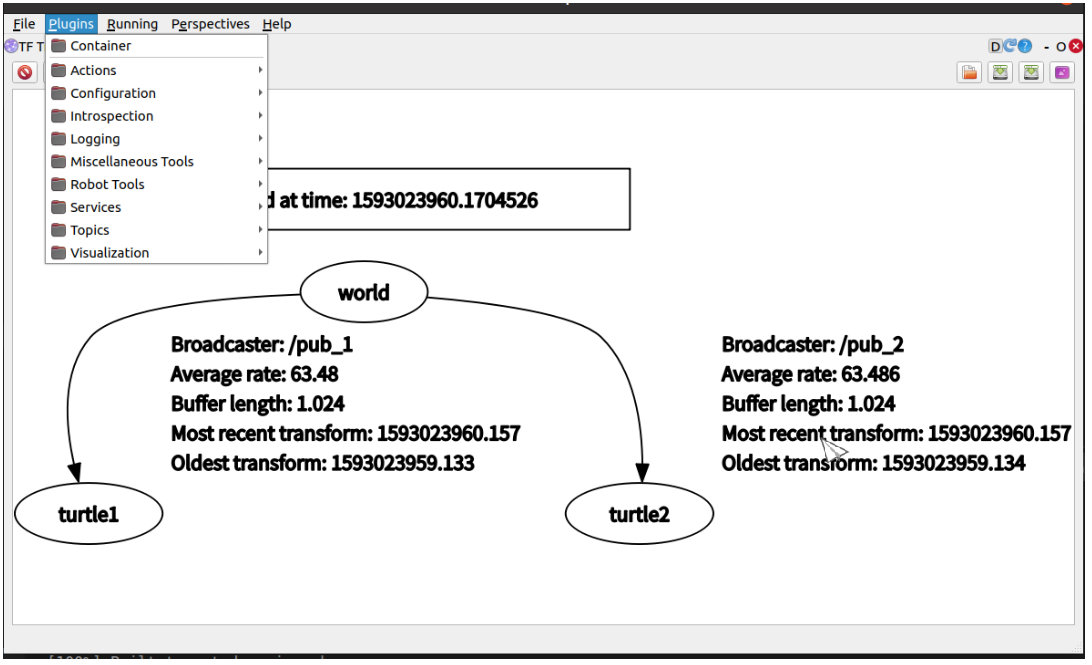 File Plugins Running Perspectives Help
TF T
D - O
Container
Actions
Configuration
Introspection
Logging
Miscellaneous Tools
Robot Tools
Services
Topics
Visualization
d at time: 1593023960.1704526
world
Broadcaster: /pub_1
Average rate: 63.48
Buffer length: 1.024
Most recent transform: 1593023960.157
Oldest transform: 1593023959.133
Broadcaster: /pub_2
Average rate: 63.486
Buffer length: 1.024
Most recent transform: 1593023960.157
Oldest transform: 1593023959.134
turtle1
turtle2